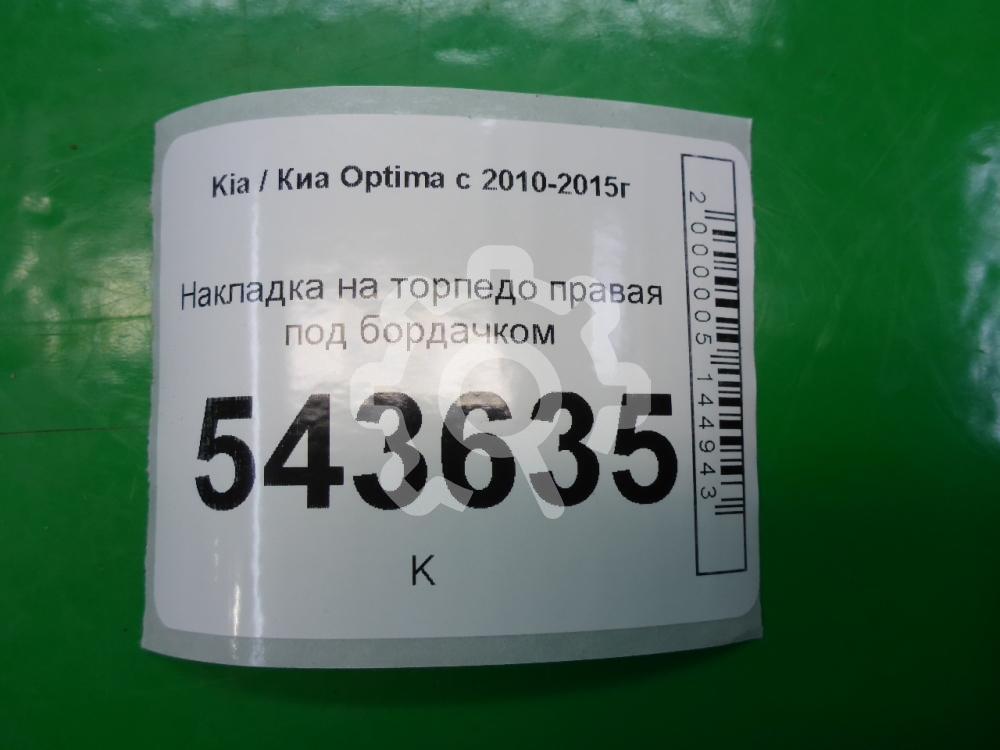 Kia / Киа Optima с 2010-2015г
Накладка на торпедо правая
под бордачком
543635
К
2000005144943